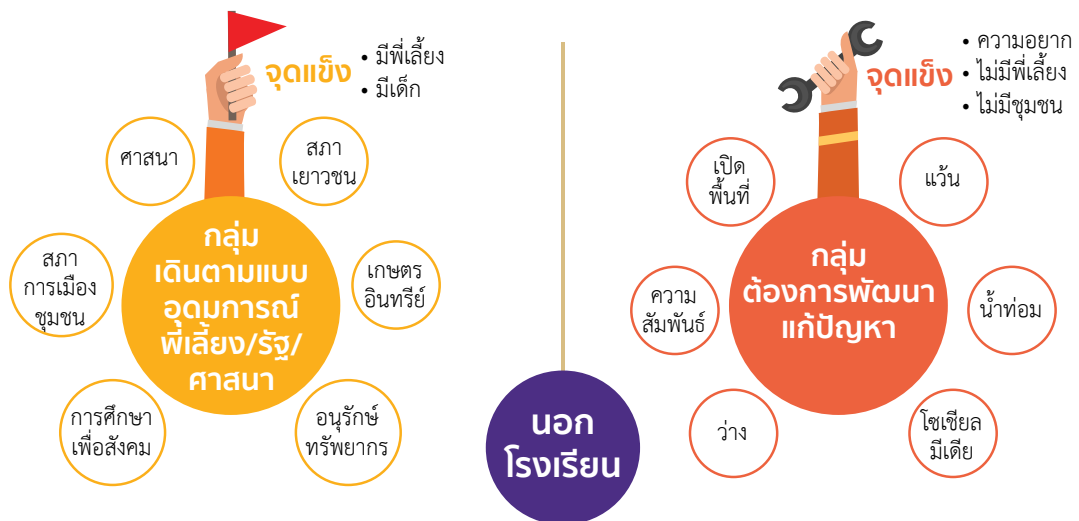 จุดแข็ง
• มีพี่เลี้ยง
• มีเด็ก
ศาสนา
สภา
เยาวชน
สภา
การเมือง
ชุมชน
กลุ่ม
เดินตามแบบ
อุดมการณ์
พี่เลี้ยง/รัฐ/
ศาสนา
เกษตร
อินทรีย์
การศึกษา
เพื่อสังคม
อนุรักษ์
ทรัพยากร
นอก
โรงเรียน
จุดแข็ง
• ความอยาก
• ไม่มีพี่เลี้ยง
• ไม่มีชุมชน
เปิด
พื้นที่
แว้น
ความ
สัมพันธ์
กลุ่ม
ต้องการพัฒนา
แก้ปัญหา
น้ำท่อม
ว่าง
โซเชียล
มีเดีย